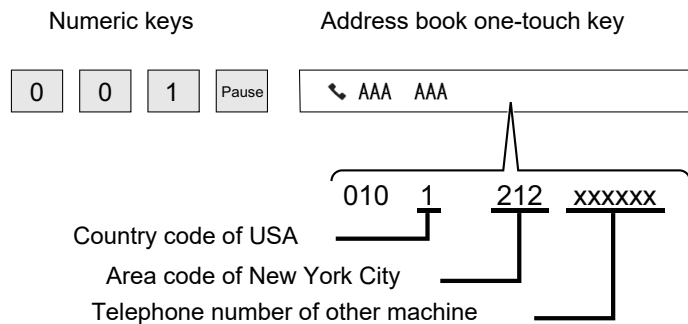 Numeric keys Address book one-touch key
0 0 1 Pause AAA AAA
010 1 212 xxxxxx
Country code of USA
Area code of New York City
Telephone number of other machine